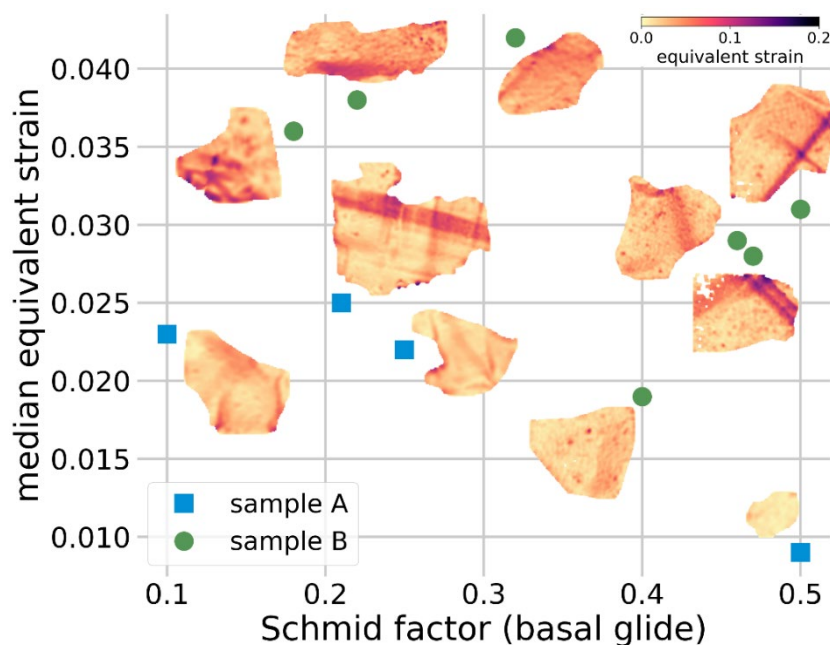 0.0 0.1 0.2
equivalent strain
median equivalent strain
0.040
0.035
0.030
0.025
0.020
0.015
0.010
sample A
sample B
0.1 0.2 0.3 0.4 0.5
Schmid factor (basal glide)